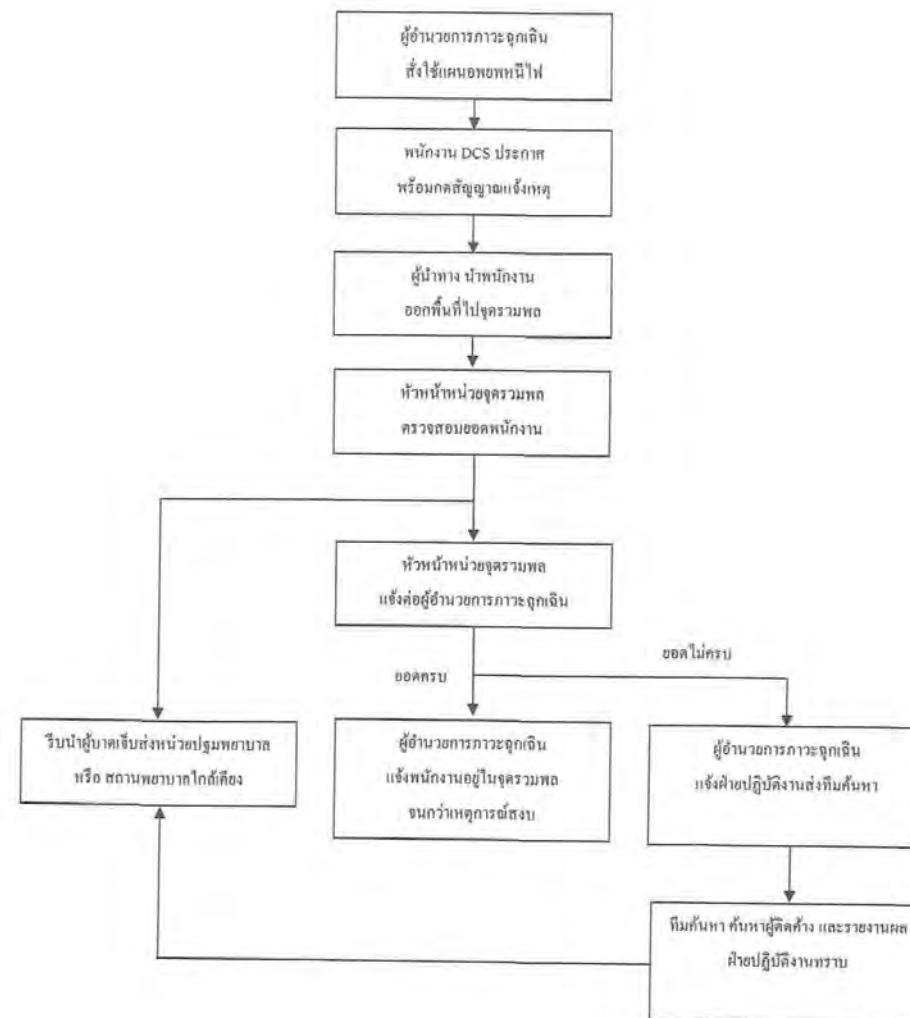 ผู้อำนวยการภาวะฉุกเฉิน
สั่งใช้แผนอพยพหนีไฟ
พนักงาน DCS ประกาศ
พร้อมกดสัญญาณแจ้งเหตุ
ผู้นำทาง นำพนักงาน
ออกพื้นที่ไปจุดรวมพล
หัวหน้าหน่วยจุดรวมพล
ตรวจสอบยอดพนักงาน
หัวหน้าหน่วยจุดรวมพล
แจ้งต่อผู้อำนวยการภาวะฉุกเฉิน
ยอดครบ
ยอดไม่ครบ
รีบนำผู้บาดเจ็บส่งหน่วยปฐมพยาบาล
หรือ สถานพยาบาลใกล้เคียง
ผู้อำนวยการภาวะฉุกเฉิน
แจ้งพนักงานอยู่ในจุดรวมพล
จนกว่าเหตุการณ์สงบ
ผู้อำนวยการภาวะฉุกเฉิน
แจ้งฝ่ายปฏิบัติงานส่งทีมค้นหา
ทีมค้นหา ค้นหาผู้ติดค้าง และรายงานผล
ฝ่ายปฏิบัติงานทราบ